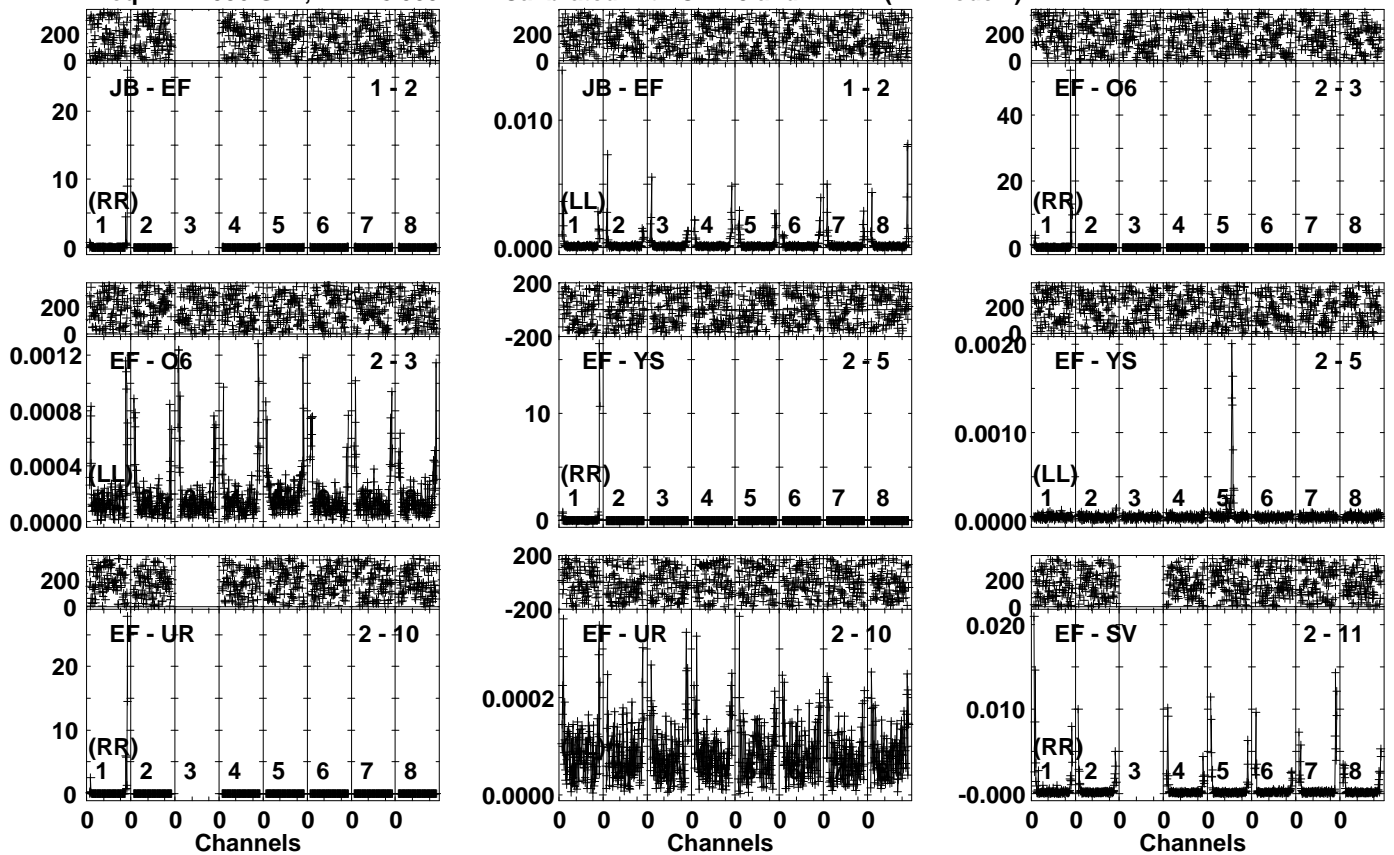 200
0
JB - EF 1 - 2
20
10
0
(RR)
1 2 3 4 5 6 7 8
JB - EF 1 - 2
0.010
0.000
(LL)
1 2 3 4 5 6 7 8
200
0
EF - O6 2 - 3
40
20
0
(RR)
1 2 3 4 5 6 7 8
200
0
EF - O6 2 - 3
0.0012
0.0008
0.0004
0.0000
(LL)
200
-200
EF - YS 2 - 5
10
0
(RR)
1 2 3 4 5 6 7 8
200
0
EF - YS 2 - 5
0.0020
0.0010
0.0000
(LL)
1 2 3 4 5 6 7 8
200
0
EF - UR 2 - 10
20
10
0
(RR)
1 2 3 4 5 6 7 8
0 0 0 0 0 0 0 0
Channels
200
-200
EF - UR 2 - 10
0.0002
0.0000
(LL)
0 0 0 0 0 0 0 0
Channels
200
0
EF - SV 2 - 11
0.020
0.010
-0.000
(RR)
1 2 3 4 5 6 7 8
0 0 0 0 0 0 0 0
Channels